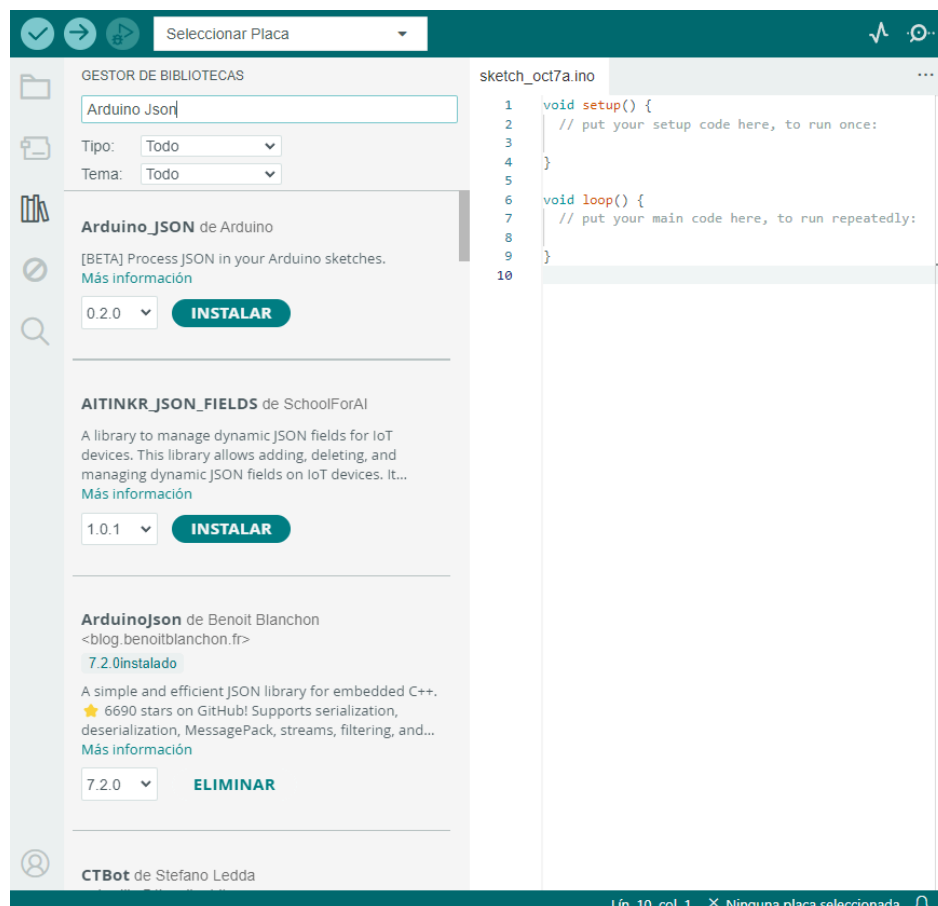 Seleccionar Placa
GESTOR DE BIBLIOTECAS
Arduino Json
Tipo: Todo
Tema: Todo
Arduino_JSON de Arduino
[BETA] Process JSON in your Arduino sketches.
Más información
0.2.0 INSTALAR
AITINKR_JSON_FIELDS de SchoolForAI
A library to manage dynamic JSON fields for IoT
devices. This library allows adding, deleting, and
managing dynamic JSON fields on IoT devices. It...
Más información
1.0.1 INSTALAR
ArduinoJson de Benoit Blanchon
<blog.benoitblanchon.fr>
7.2.0instalado
A simple and efficient JSON library for embedded C++.
⭐ 6690 stars on GitHub! Supports serialization,
deserialization, MessagePack, streams, filtering, and...
Más información
7.2.0 ELIMINAR
CTBot de Stefano Ledda
sketch_oct7a.ino
1 void setup() {
2 // put your setup code here, to run once:
3
4 }
5
6 void loop() {
7 // put your main code here, to run repeatedly:
8
9 }
10
Lín. 10, col. 1 Ninguna placa seleccionada